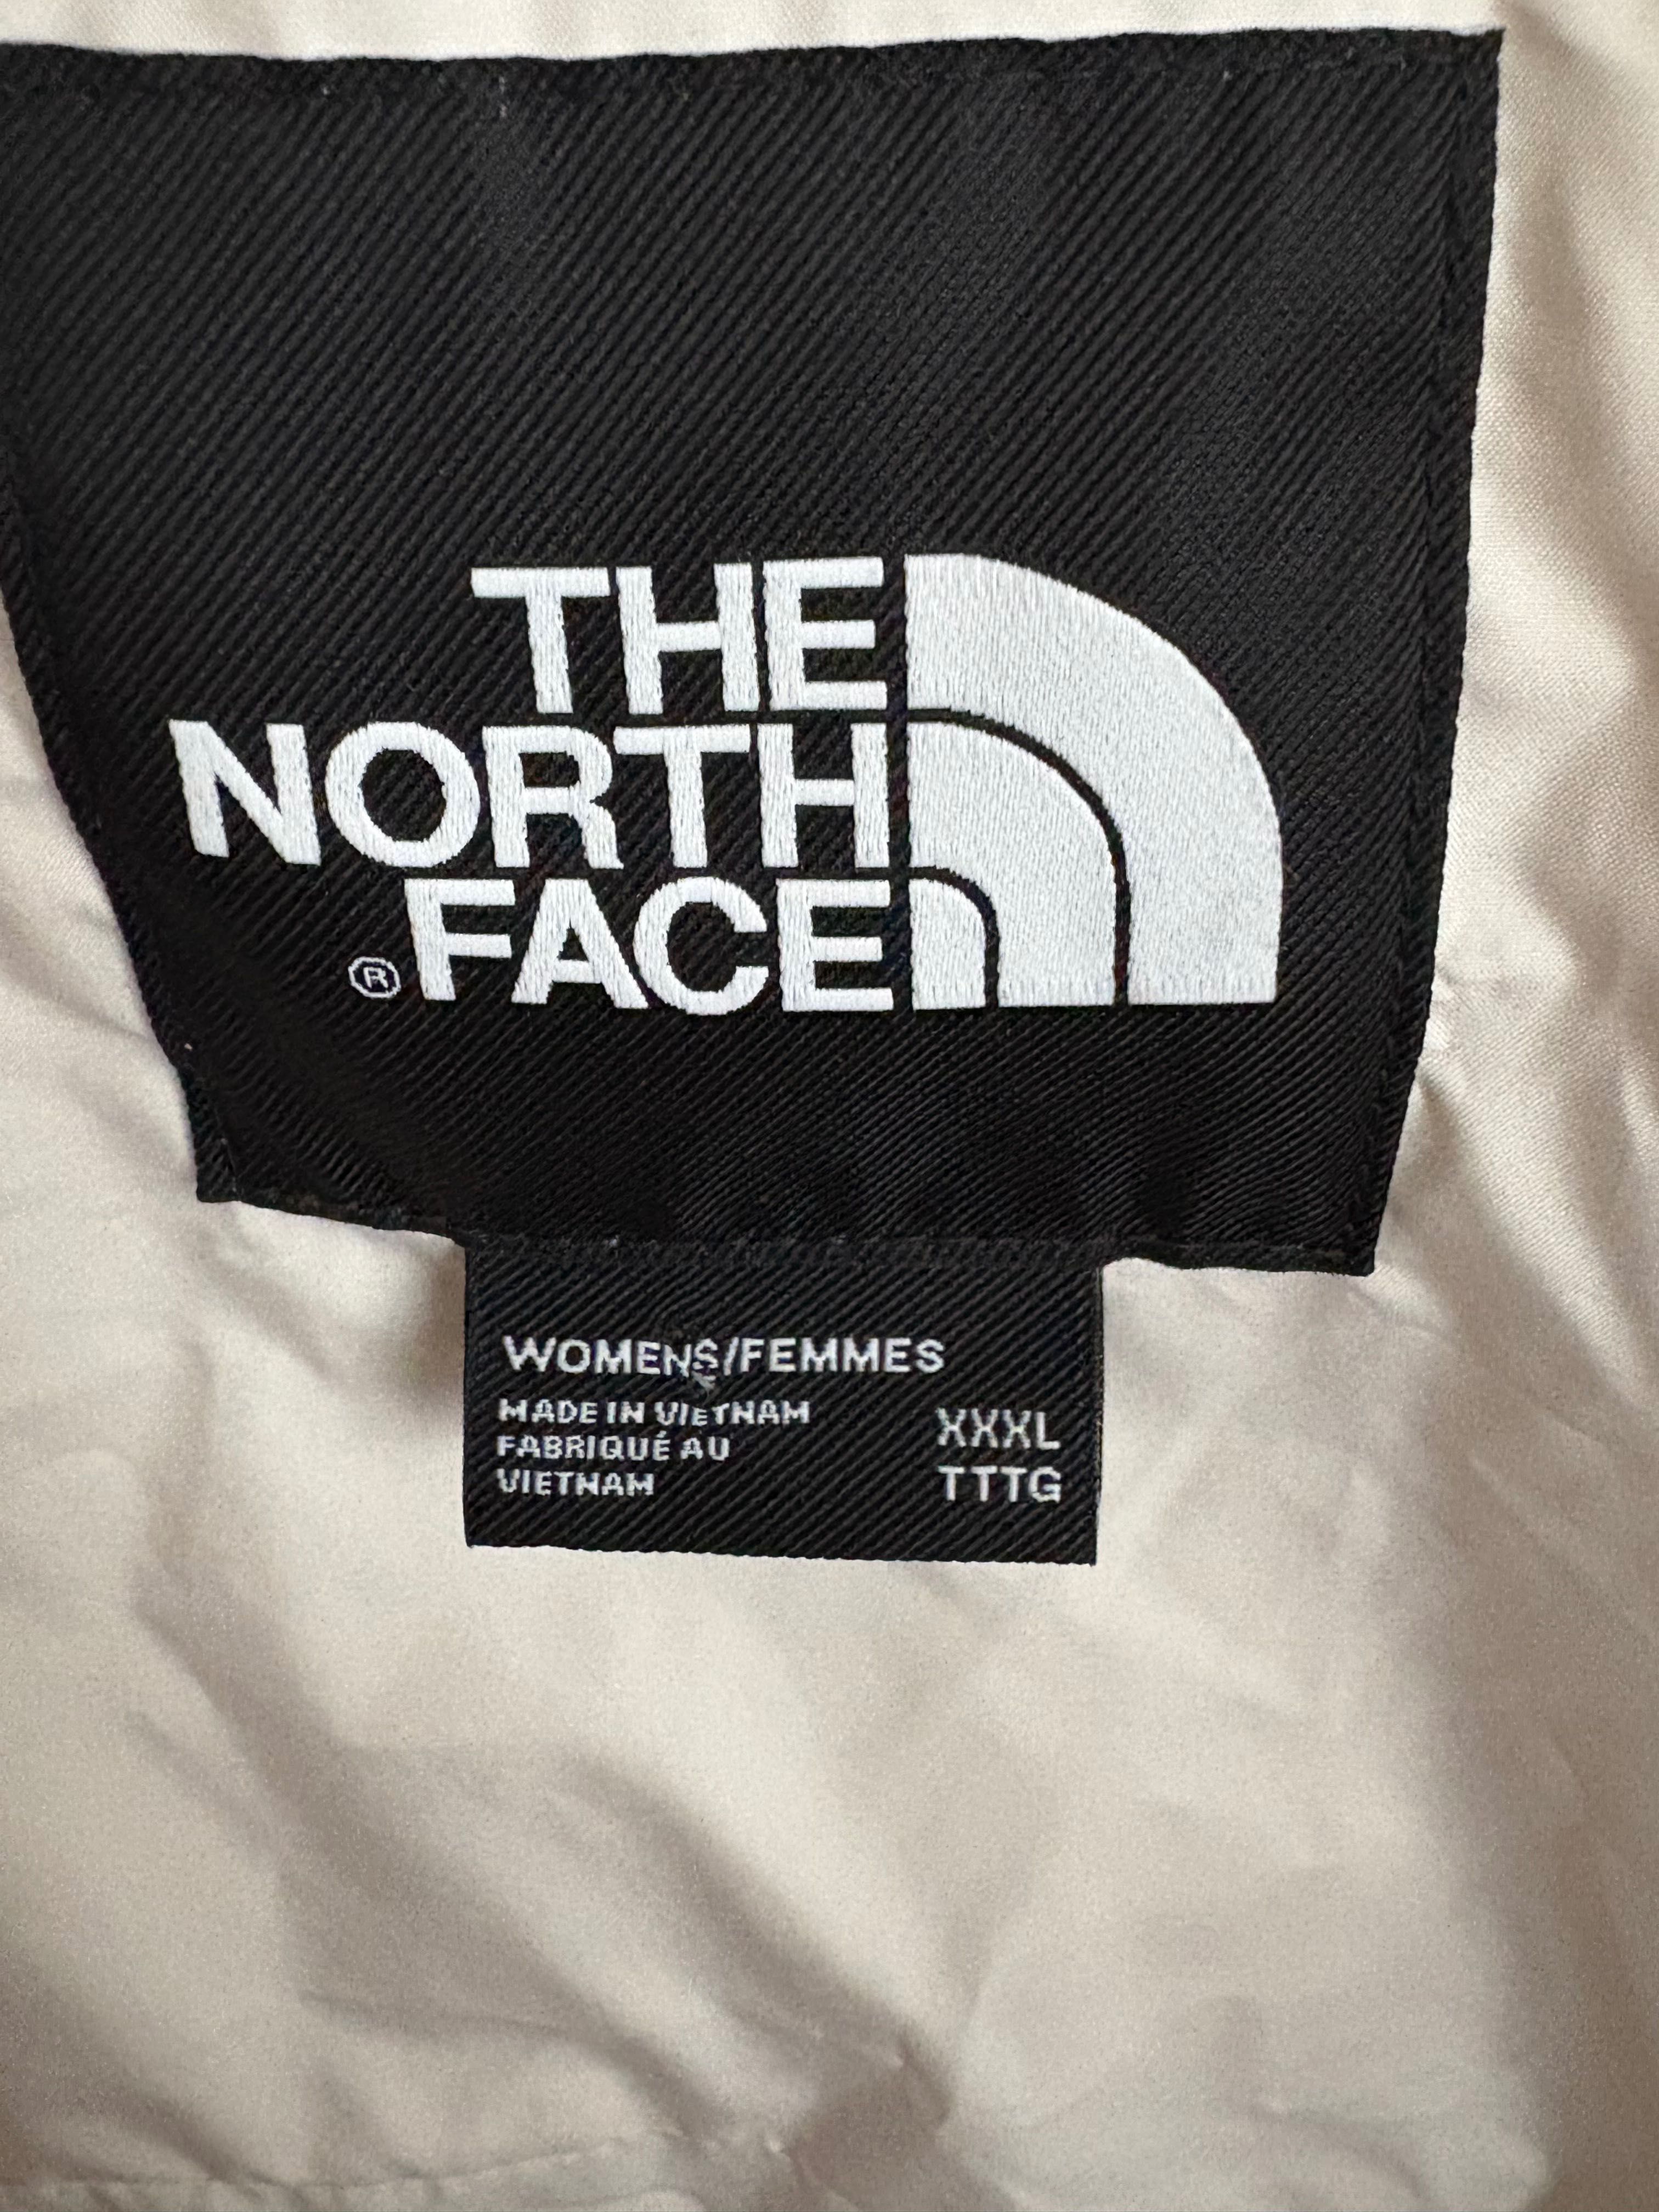 THE
NORTH
®FACE
WOMENS/FEMMES
MADE IN VIETNAM
FABRIQUÉ AU
VIETNAM
XXXL
TTTG